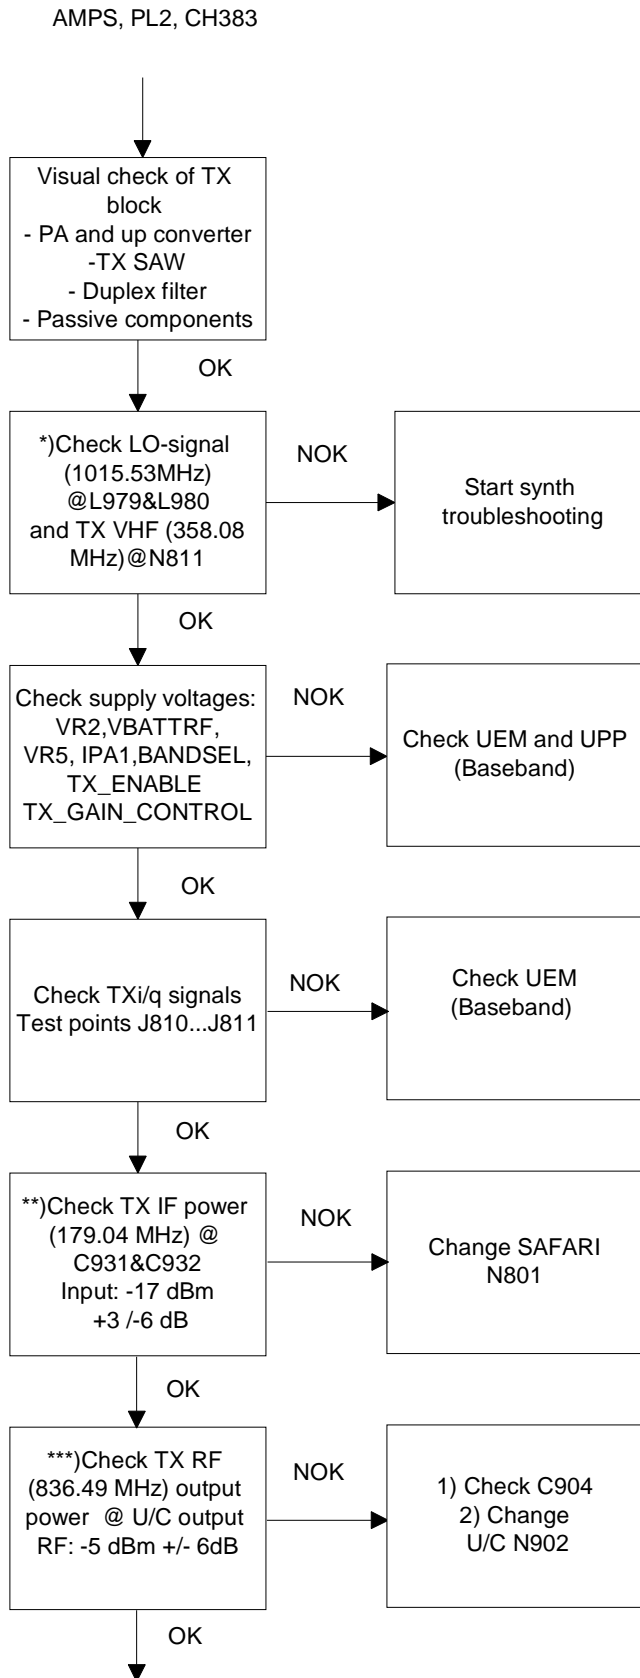 AMPS, PL2, CH383
Visual check of TX
block
- PA and up converter
-TX SAW
- Duplex filter
- Passive components
OK
*)Check LO-signal
(1015.53MHz)
@L979&L980
and TX VHF (358.08
MHz)@N811
NOK
Start synth
troubleshooting
OK
Check supply voltages:
VR2,VBATTRF,
VR5, IPA1,BANDSEL,
TX_ENABLE
TX_GAIN_CONTROL
NOK
Check UEM and UPP
(Baseband)
OK
Check TXi/q signals
Test points J810...J811
NOK
Check UEM
(Baseband)
OK
**)Check TX IF power
(179.04 MHz) @
C931&C932
Input: -17 dBm
+3 /-6 dB
NOK
Change SAFARI
N801
OK
***)Check TX RF
(836.49 MHz) output
power @ U/C output
RF: -5 dBm +/- 6dB
NOK
1) Check C904
2) Change
U/C N902
OK